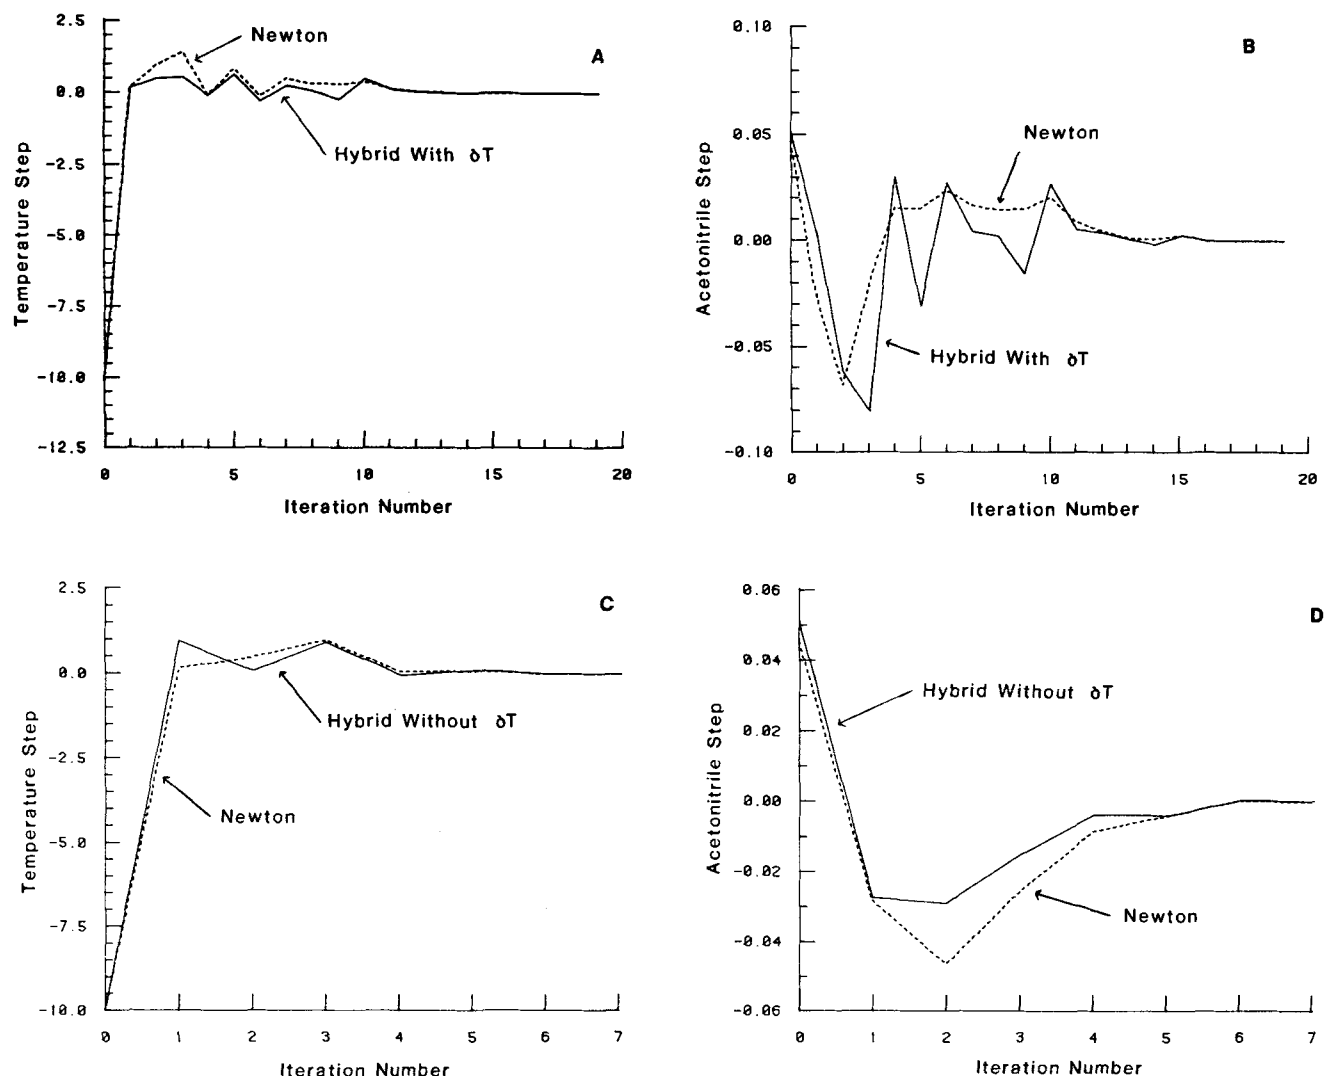 2.5
0.0
-2.5
-5.0
-7.5
-10.0
-12.5
Temperature Step
Newton
A
Hybrid With δT
0 5 10 15 20
Iteration Number
0.10
0.05
0.00
-0.05
-0.10
Acetonitrile Step
B
Newton
Hybrid With δT
0 5 10 15 20
Iteration Number
2.5
0.0
-2.5
-5.0
-7.5
-10.0
Temperature Step
C
Hybrid Without δT
Newton
0 1 2 3 4 5 6 7
Iteration Number
0.06
0.04
0.02
0.00
-0.02
-0.04
-0.06
Acetonitrile Step
D
Hybrid Without δT
Newton
0 1 2 3 4 5 6 7
Iteration Number